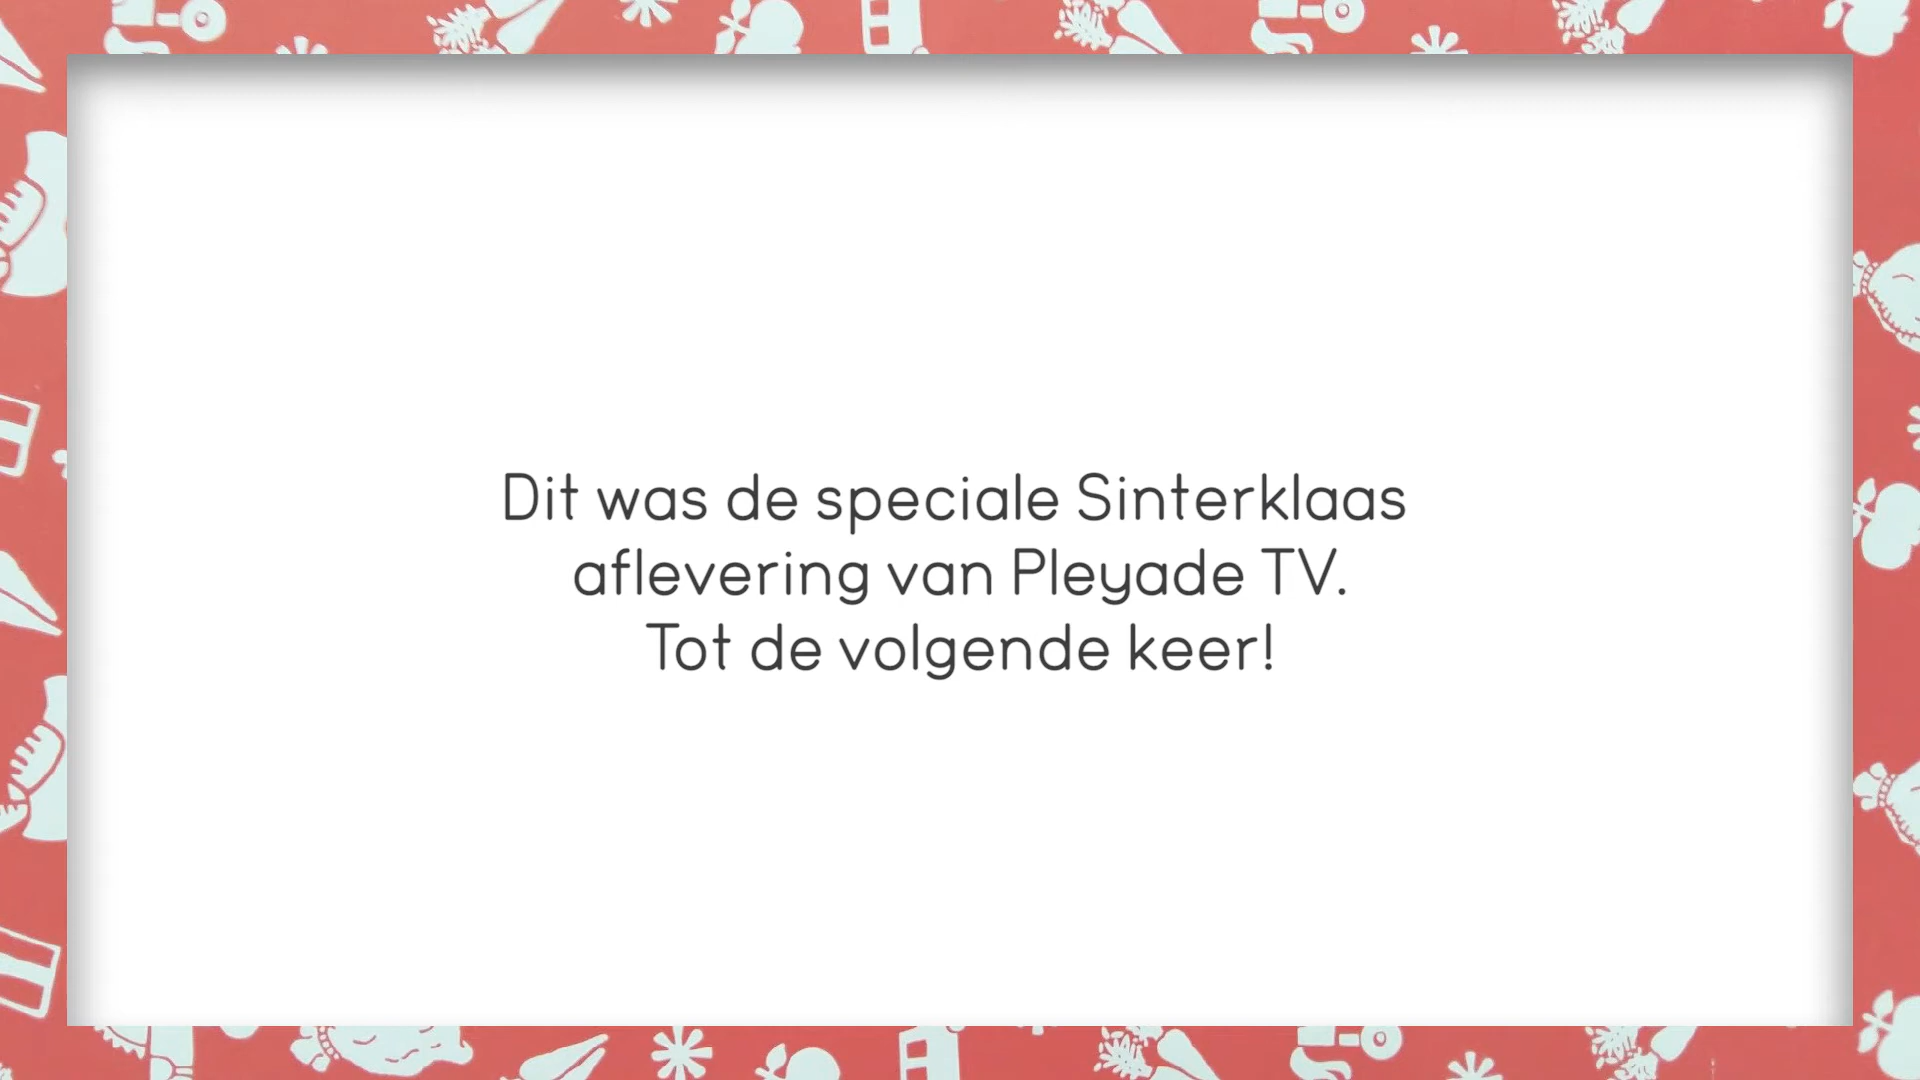 Dit was de speciale Sinterklaas
aflevering van Pleyade TV.
Tot de volgende keer!